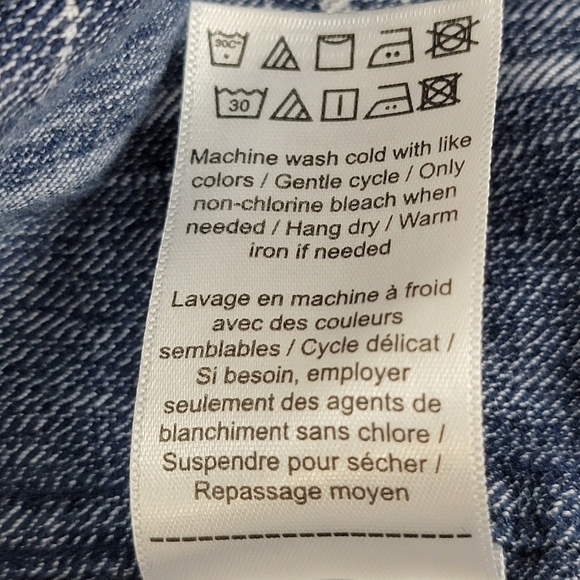 30C
30
Machine wash cold with like
colors / Gentle cycle / Only
non-chlorine bleach when
needed / Hang dry / Warm
iron if needed
Lavage en machine à froid
avec des couleurs
semblables / Cycle délicat /
Si besoin, employer
seulement des agents de
blanchiment sans chlore /
Suspendre pour sécher /
Repassage moyen